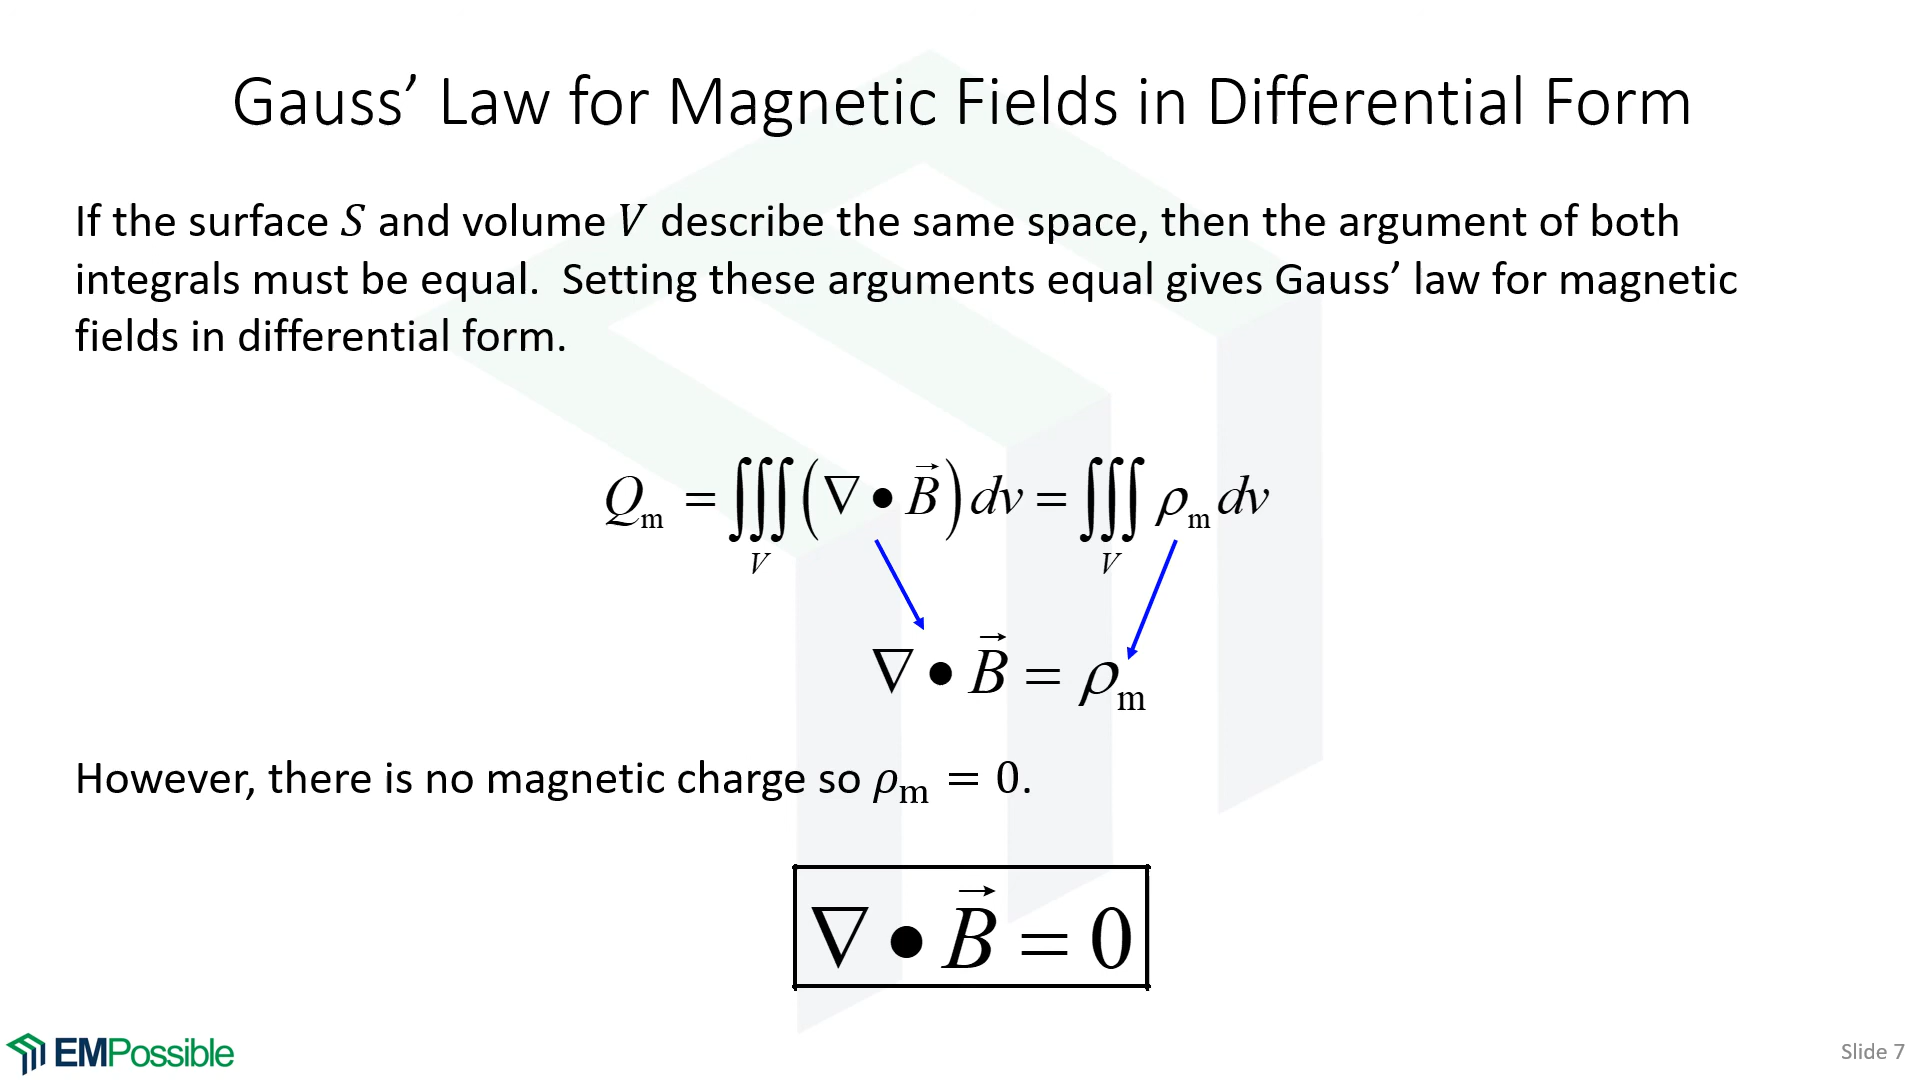 Gauss’ Law for Magnetic Fields in Differential Form
If the surface S and volume V describe the same space, then the argument of both
integrals must be equal.  Setting these arguments equal gives Gauss’ law for magnetic
fields in differential form.
Qₘ = ∭_V (∇ • B⃗) dv = ∭_V ρₘ dv
∇ • B⃗ = ρₘ
However, there is no magnetic charge so ρₘ = 0.
∇ • B⃗ = 0
EMPossible
Slide 7